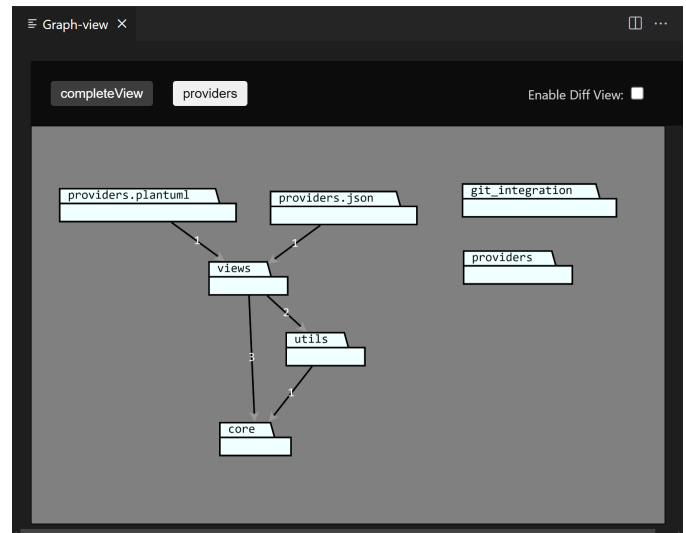 Graph-view
completeView
providers
Enable Diff View:
providers.plantuml
providers.json
git_integration
1
1
providers
views
2
utils
3
1
core